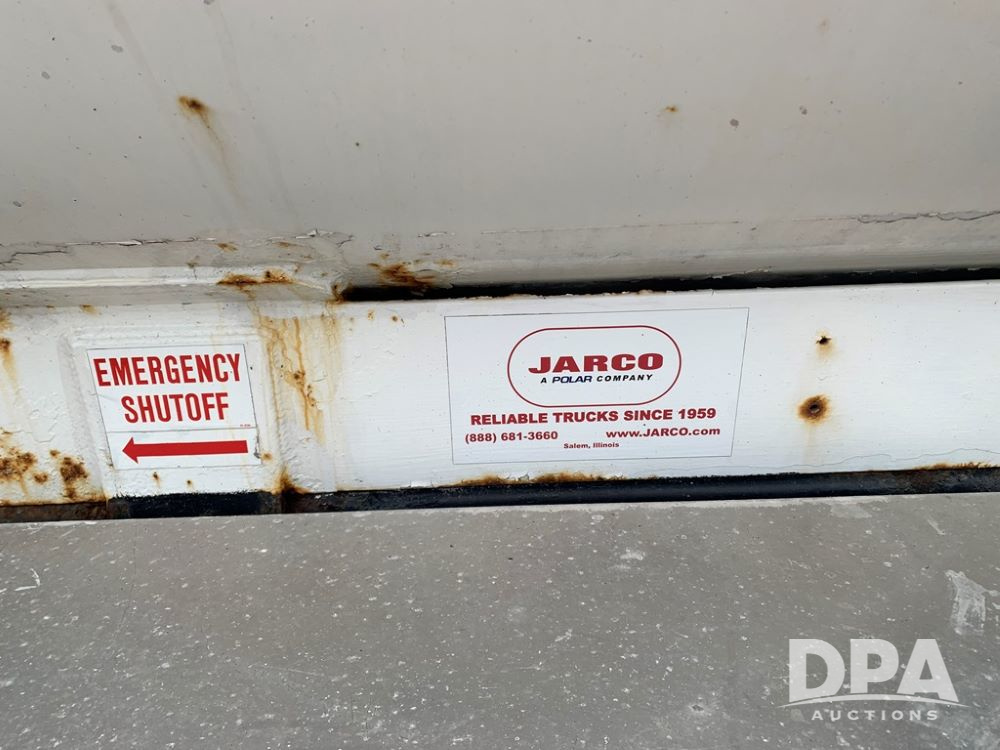 EMERGENCY
SHUTOFF
JARCO
A POLAR COMPANY
RELIABLE TRUCKS SINCE 1959
(888) 681-3660 www.JARCO.com
Salem, Illinois
DPA
AUCTIONS